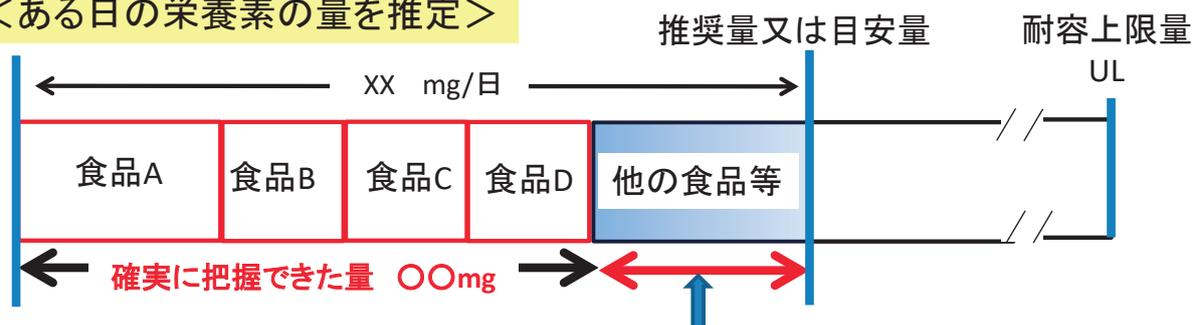 <ある日の栄養素の量を推定>
推奨量又は目安量
耐容上限量
UL
XX mg/日
食品A
食品B
食品C
食品D
他の食品等
確実に把握できた量 〇〇mg